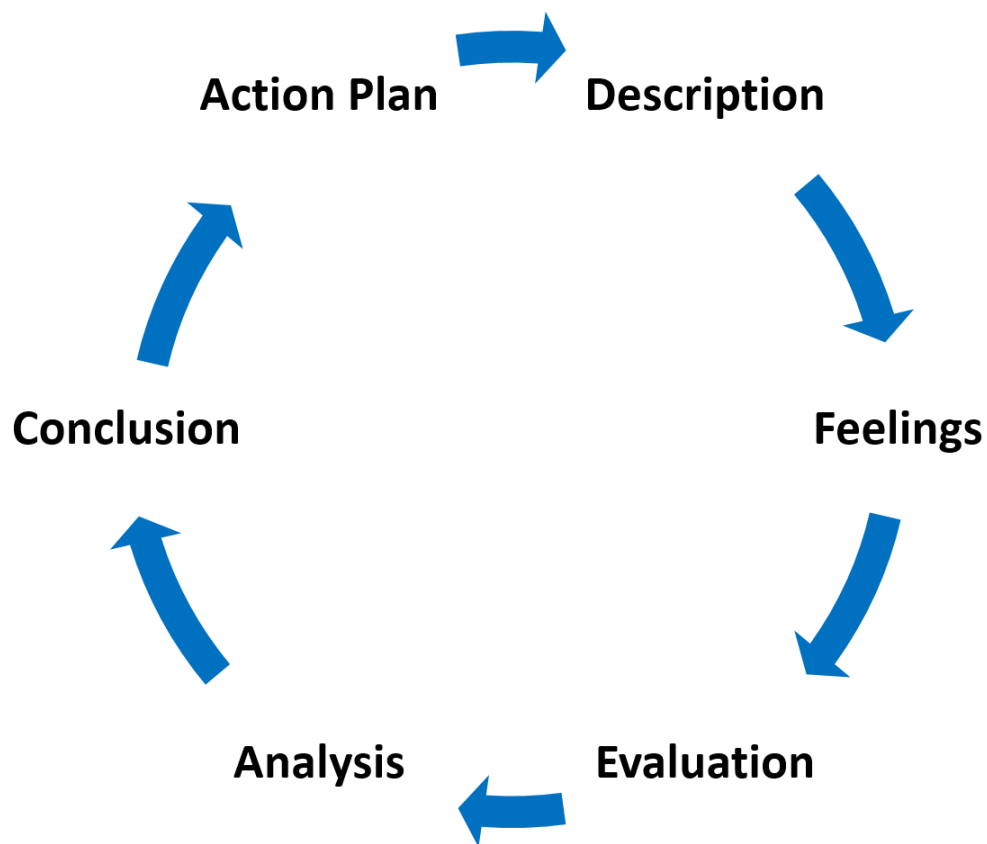 Action Plan
Description
Feelings
Evaluation
Analysis
Conclusion